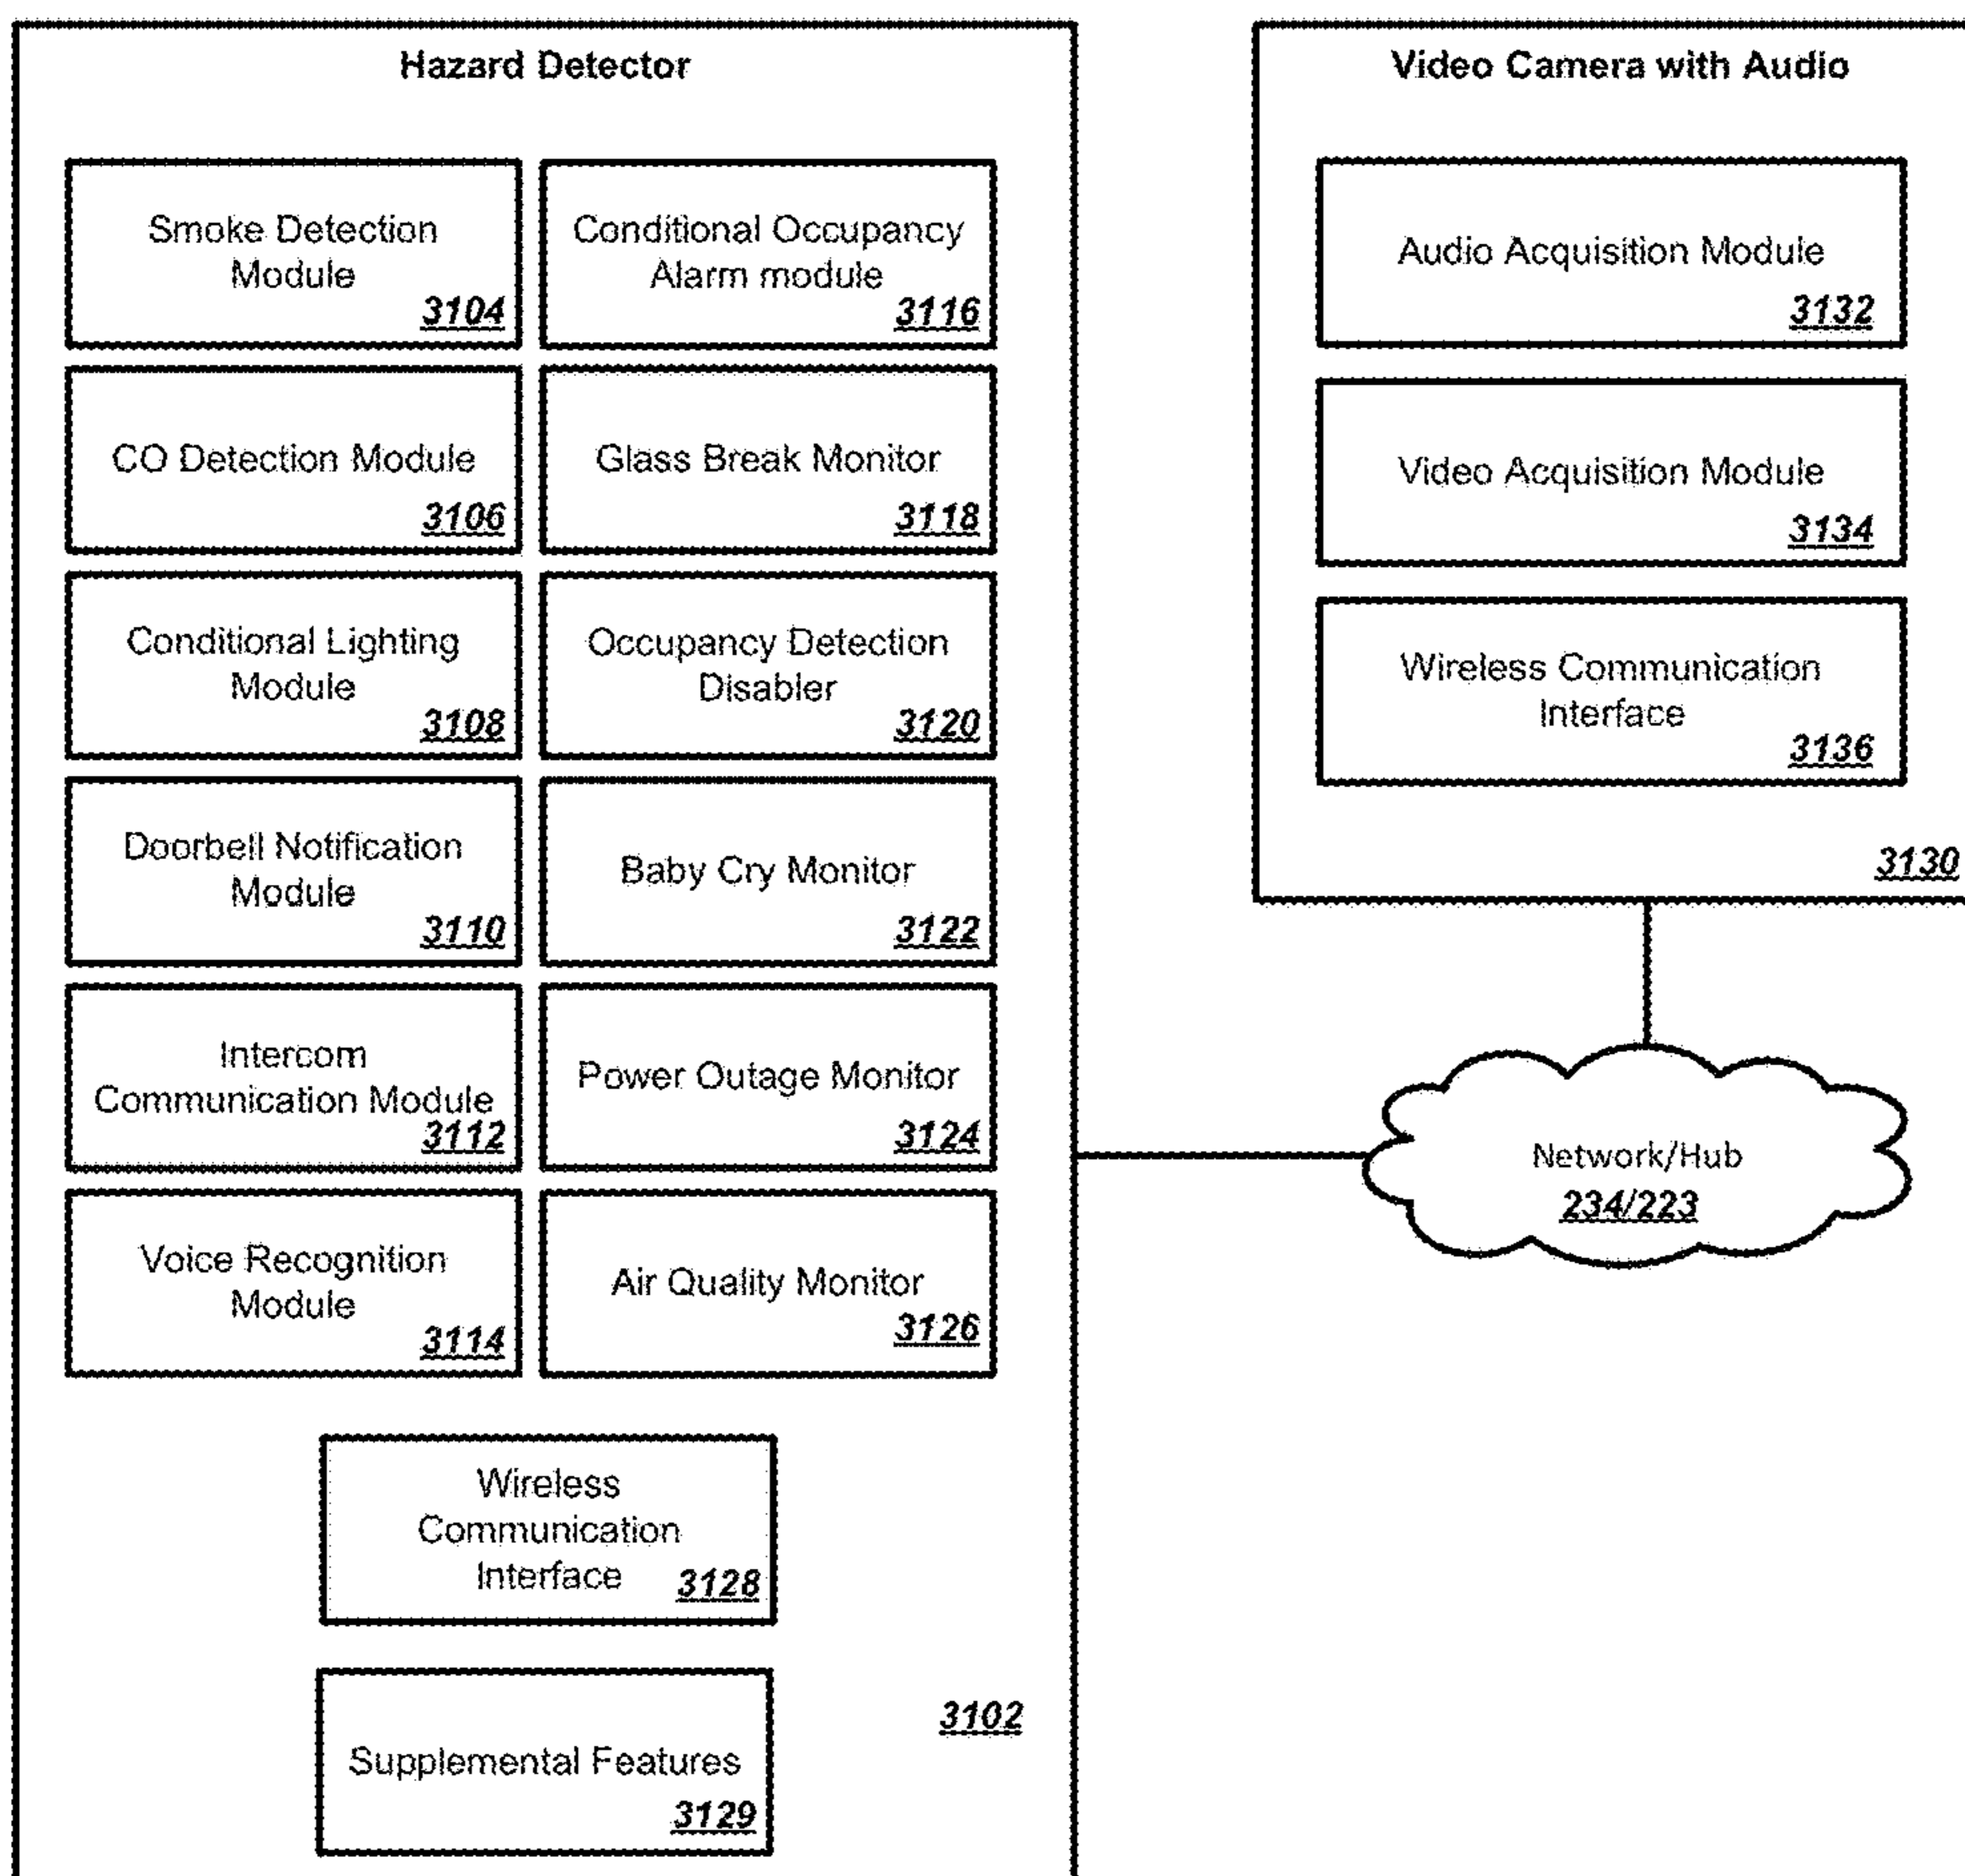 Hazard Detector
Smoke Detection
Module
3104
Conditional Occupancy
Alarm module
3116
CO Detection Module
3106
Glass Break Monitor
3118
Conditional Lighting
Module
3108
Occupancy Detection
Disabler
3120
Doorbell Notification
Module
3110
Baby Cry Monitor
3122
Intercom
Communication Module
3112
Power Outage Monitor
3124
Voice Recognition
Module
3114
Air Quality Monitor
3126
Wireless
Communication
Interface 3128
Supplemental Features
3129
3102
Video Camera with Audio
Audio Acquisition Module
3132
Video Acquisition Module
3134
Wireless Communication
Interface
3136
3130
Network/Hub
234/223